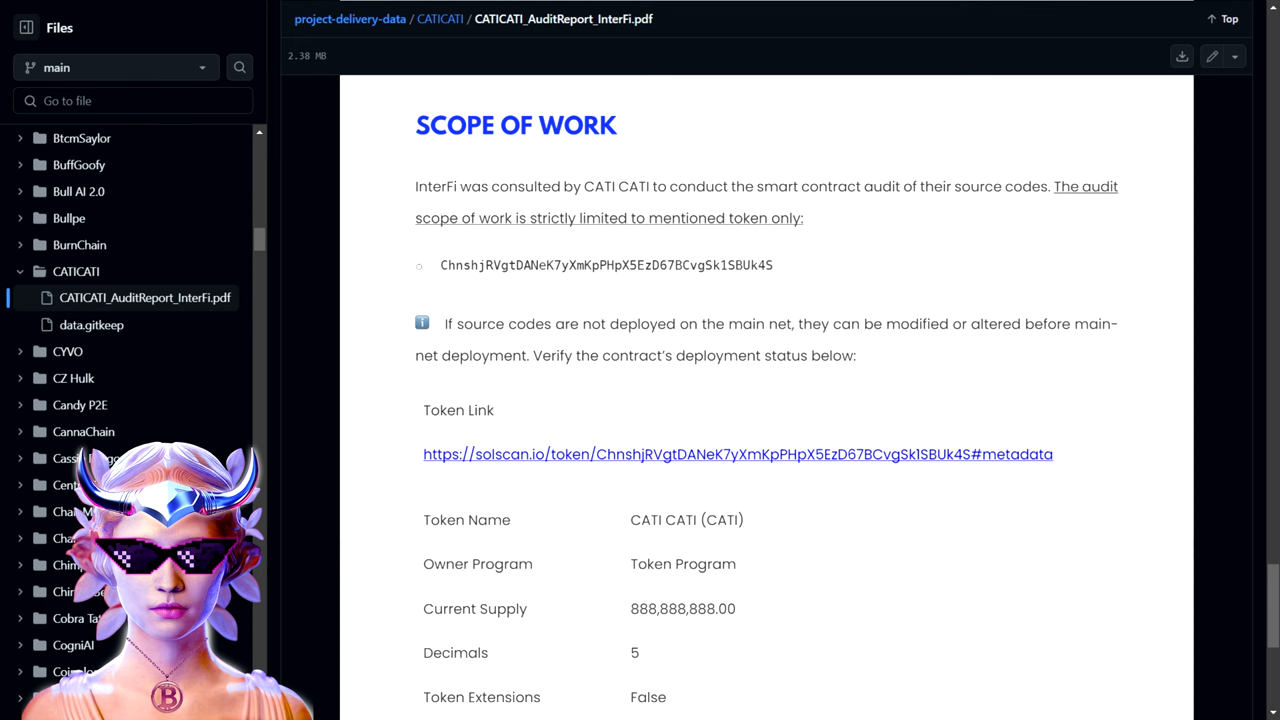 Files
project-delivery-data / CATICATI / CATICATI_AuditReport_InterFi.pdf
Top
main
2.38 MB
Go to file
BtcmSaylor
BuffGoofy
Bull AI 2.0
Bullpe
BurnChain
CATICATI
CATICATI_AuditReport_InterFi.pdf
data.gitkeep
CYVO
CZ Hulk
Candy P2E
CannaChain
Cobra
CogniAI
SCOPE OF WORK
InterFi was consulted by CATI CATI to conduct the smart contract audit of their source codes. The audit
scope of work is strictly limited to mentioned token only:
ChnshjRVgtDANeK7yXmKpPHpX5EzD67BCvgSk1SBUk4S
If source codes are not deployed on the main net, they can be modified or altered before main-
net deployment. Verify the contract's deployment status below:
Token Link
https://solscan.io/token/ChnshjRVgtDANeK7yXmKpPHpX5EzD67BCvgSk1SBUk4S#metadata
Token Name CATI CATI (CATI)
Owner Program Token Program
Current Supply 888,888,888.00
Decimals 5
Token Extensions False
B